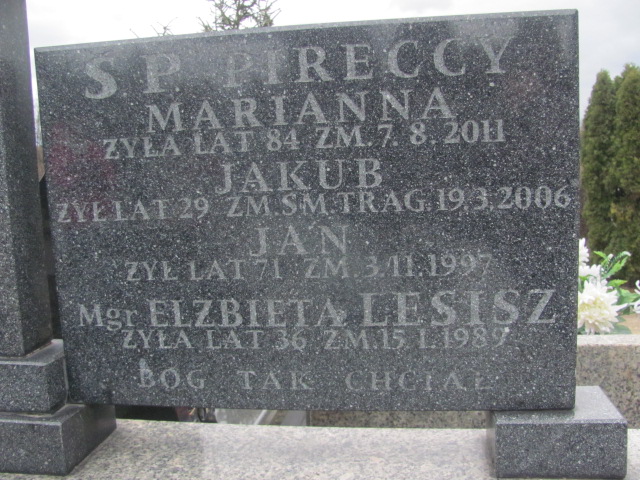 S P. PIRECCY
MARIANNA
ŻYŁA LAT 84 ZM. 7. 8. 2011
JAKUB
ŻYŁ LAT 29 ZM. ŚM. TRAG. 19.3.2006
JAN
ŻYŁ LAT 71 ZM 3.11.1997
Mgr ELŻBIETA LESISZ
ŻYŁA LAT 36 ZM. 15 I. 1989
BÓG TAK CHCIAŁ